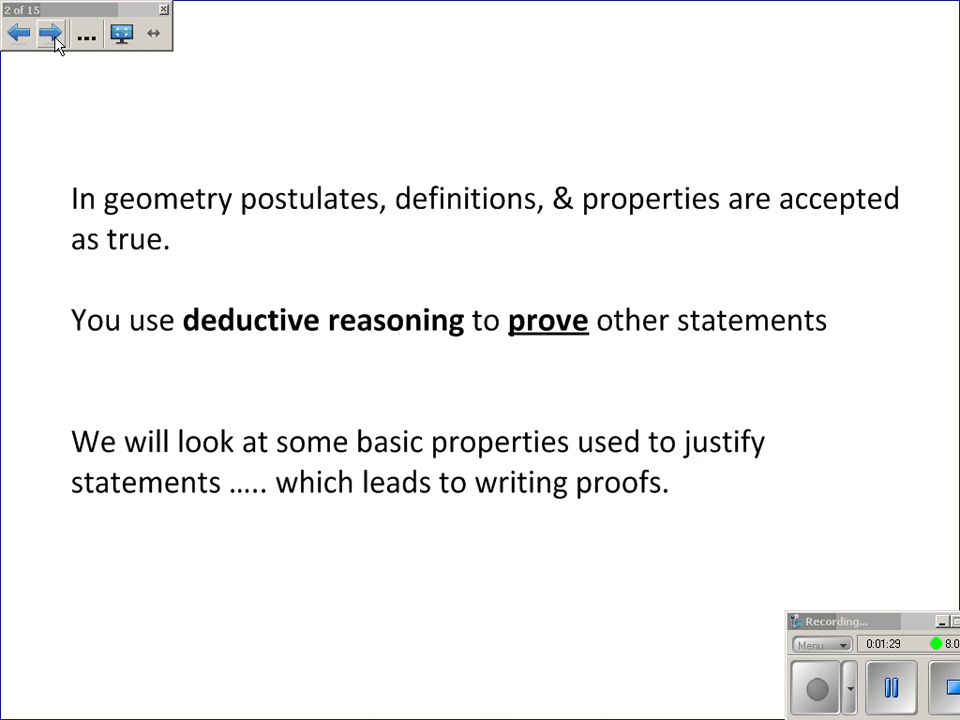 2 of 15
...
In geometry postulates, definitions, & properties are accepted
as true.
You use deductive reasoning to prove other statements
We will look at some basic properties used to justify
statements ..... which leads to writing proofs.
Recording...
Menu 0:01:29 8.0